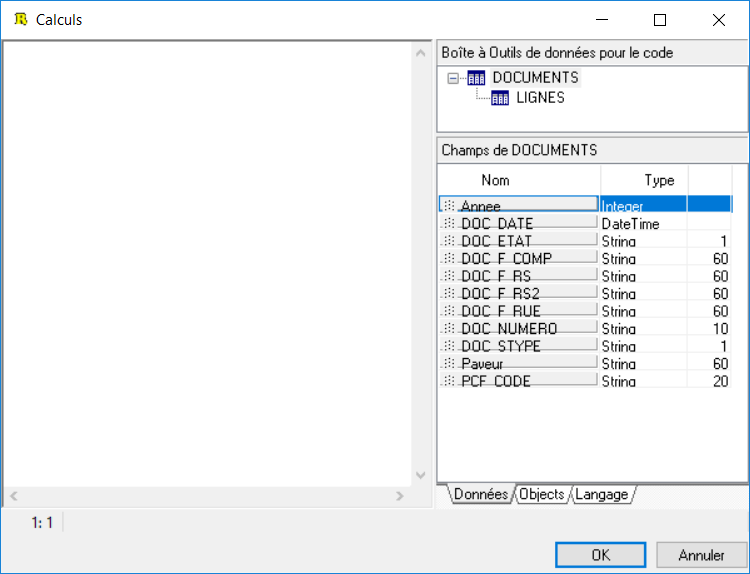 Calculs
Boîte à Outils de données pour le code
DOCUMENTS
LIGNES
Champs de DOCUMENTS
Nom Type
Annee Integer
DOC_DATE DateTime
DOC_ETAT String 1
DOC_F_COMP String 60
DOC_F_RS String 60
DOC_F_RS2 String 60
DOC_F_RUE String 60
DOC_NUMERO String 10
DOC_STYPE String 1
Payeur String 60
PCF_CODE String 20
Données Objects Langage
1: 1
OK Annuler